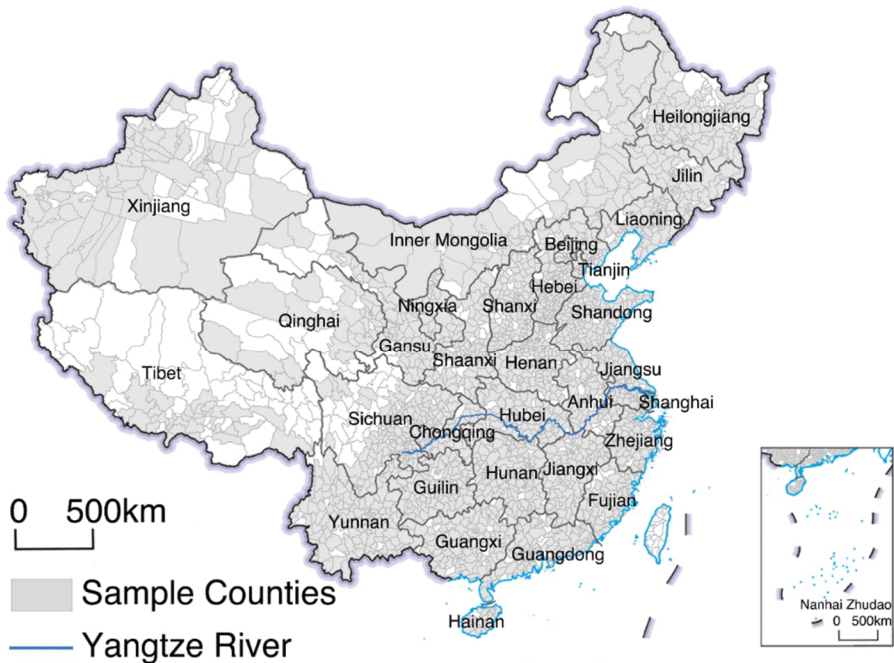 Heilongjiang
Jilin
Xinjiang
Liaoning
Inner Mongolia
Beijing
Tianjin
Hebei
Ningxia
Shanxi
Qinghai
Shandong
Gansu
Shaanxi
Henan
Tibet
Jiangsu
Anhui
Shanghai
Sichuan
Hubei
Chongqing
Zhejiang
Hunan
Jiangxi
Guilin
Fujian
Yunnan
Guangxi
Guangdong
Hainan
0 500km
Sample Counties
Yangtze River
Nanhai Zhudao
0 500km